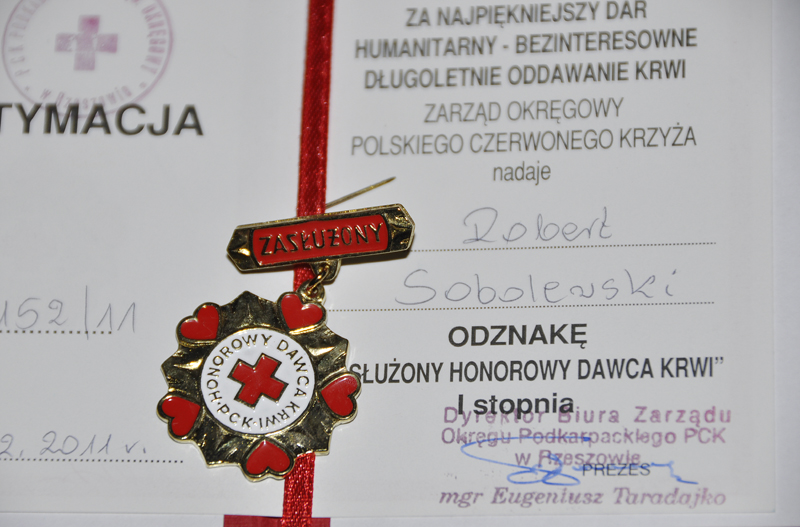 w Rzeszowie
TYMACJA
152/11
2.2011 r.
ZA NAJPIĘKNIEJSZY DAR
HUMANITARNY - BEZINTERESOWNE
DŁUGOLETNIE ODDAWANIE KRWI
ZARZĄD OKRĘGOWY
POLSKIEGO CZERWONEGO KRZYŻA
nadaje
Robert
Sobolewski
ODZNAKĘ
SŁUŻONY HONOROWY DAWCA KRWI”
I stopnia
Dyrektor Biura Zarządu
Okręgu Podkarpackiego PCK
w Rzeszowie
PREZES
mgr Eugeniusz Taradajko
ZASŁUŻONY
HONOROWY DAWCA KRWI
PCK